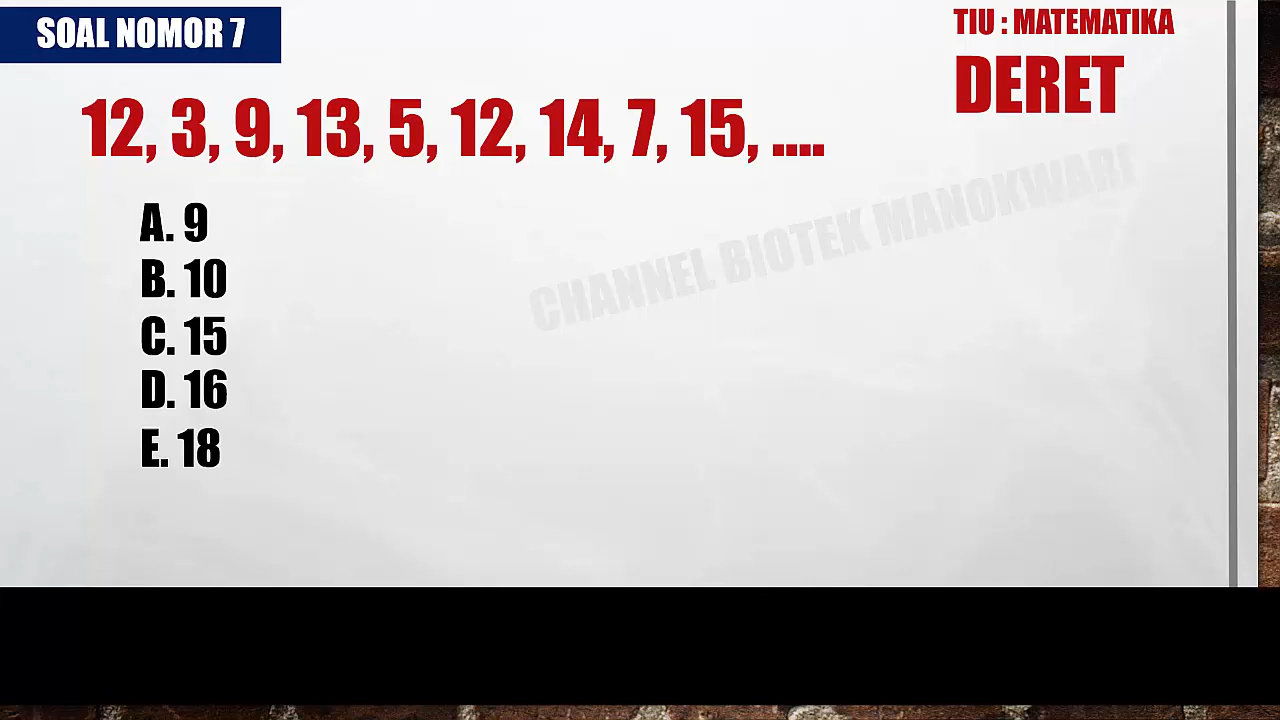 SOAL NOMOR 7
TIU : MATEMATIKA
DERET
12, 3, 9, 13, 5, 12, 14, 7, 15, ....
A. 9
B. 10
C. 15
D. 16
E. 18
CHANNEL BIOTEK MANOKWARI